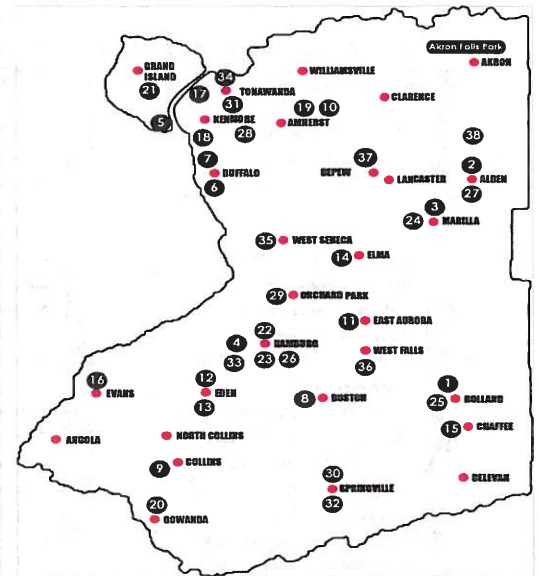 Akron Falls Park
AKRON
GRAND
ISLAND
21
34
WILLIAMSVILLE
17
TONAWANDA
31
CLARENCE
19
10
5
KENMORE
AMHERST
18
28
38
7
37
2
BUFFALO
DEPEW
LANCASTER
ALDEN
6
27
3
24
MARILLA
35
WEST SENECA
14
ELMA
29
ORCHARD PARK
11
EAST AURORA
22
4
HAMBURG
WEST FALLS
33
23
26
36
16
12
1
EVANS
EDEN
8
BOSTON
25
HOLLAND
13
15
CHAFFEE
ANGOLA
NORTH COLLINS
9
COLLINS
30
DELEVAN
SPRINGVILLE
20
32
GOWANDA